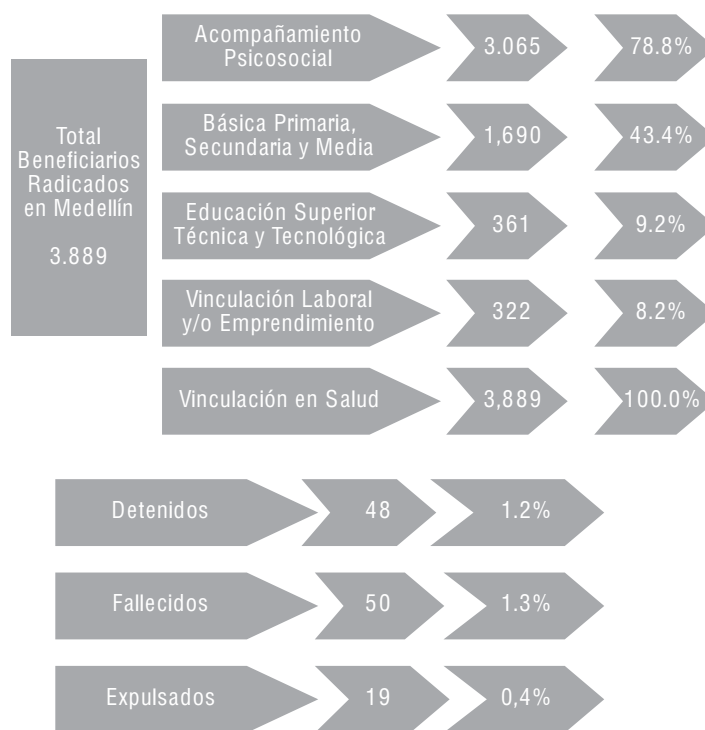 Total
Beneficiarios
Radicados
en Medellín
3.889
Acompañamiento
Psicosocial
3.065
78.8%
Básica Primaria,
Secundaria y Media
1,690
43.4%
Educación Superior
Técnica y Tecnológica
361
9.2%
Vinculación Laboral
y/o Emprendimiento
322
8.2%
Vinculación en Salud
3,889
100.0%
Detenidos
48
1.2%
Fallecidos
50
1.3%
Expulsados
19
0,4%